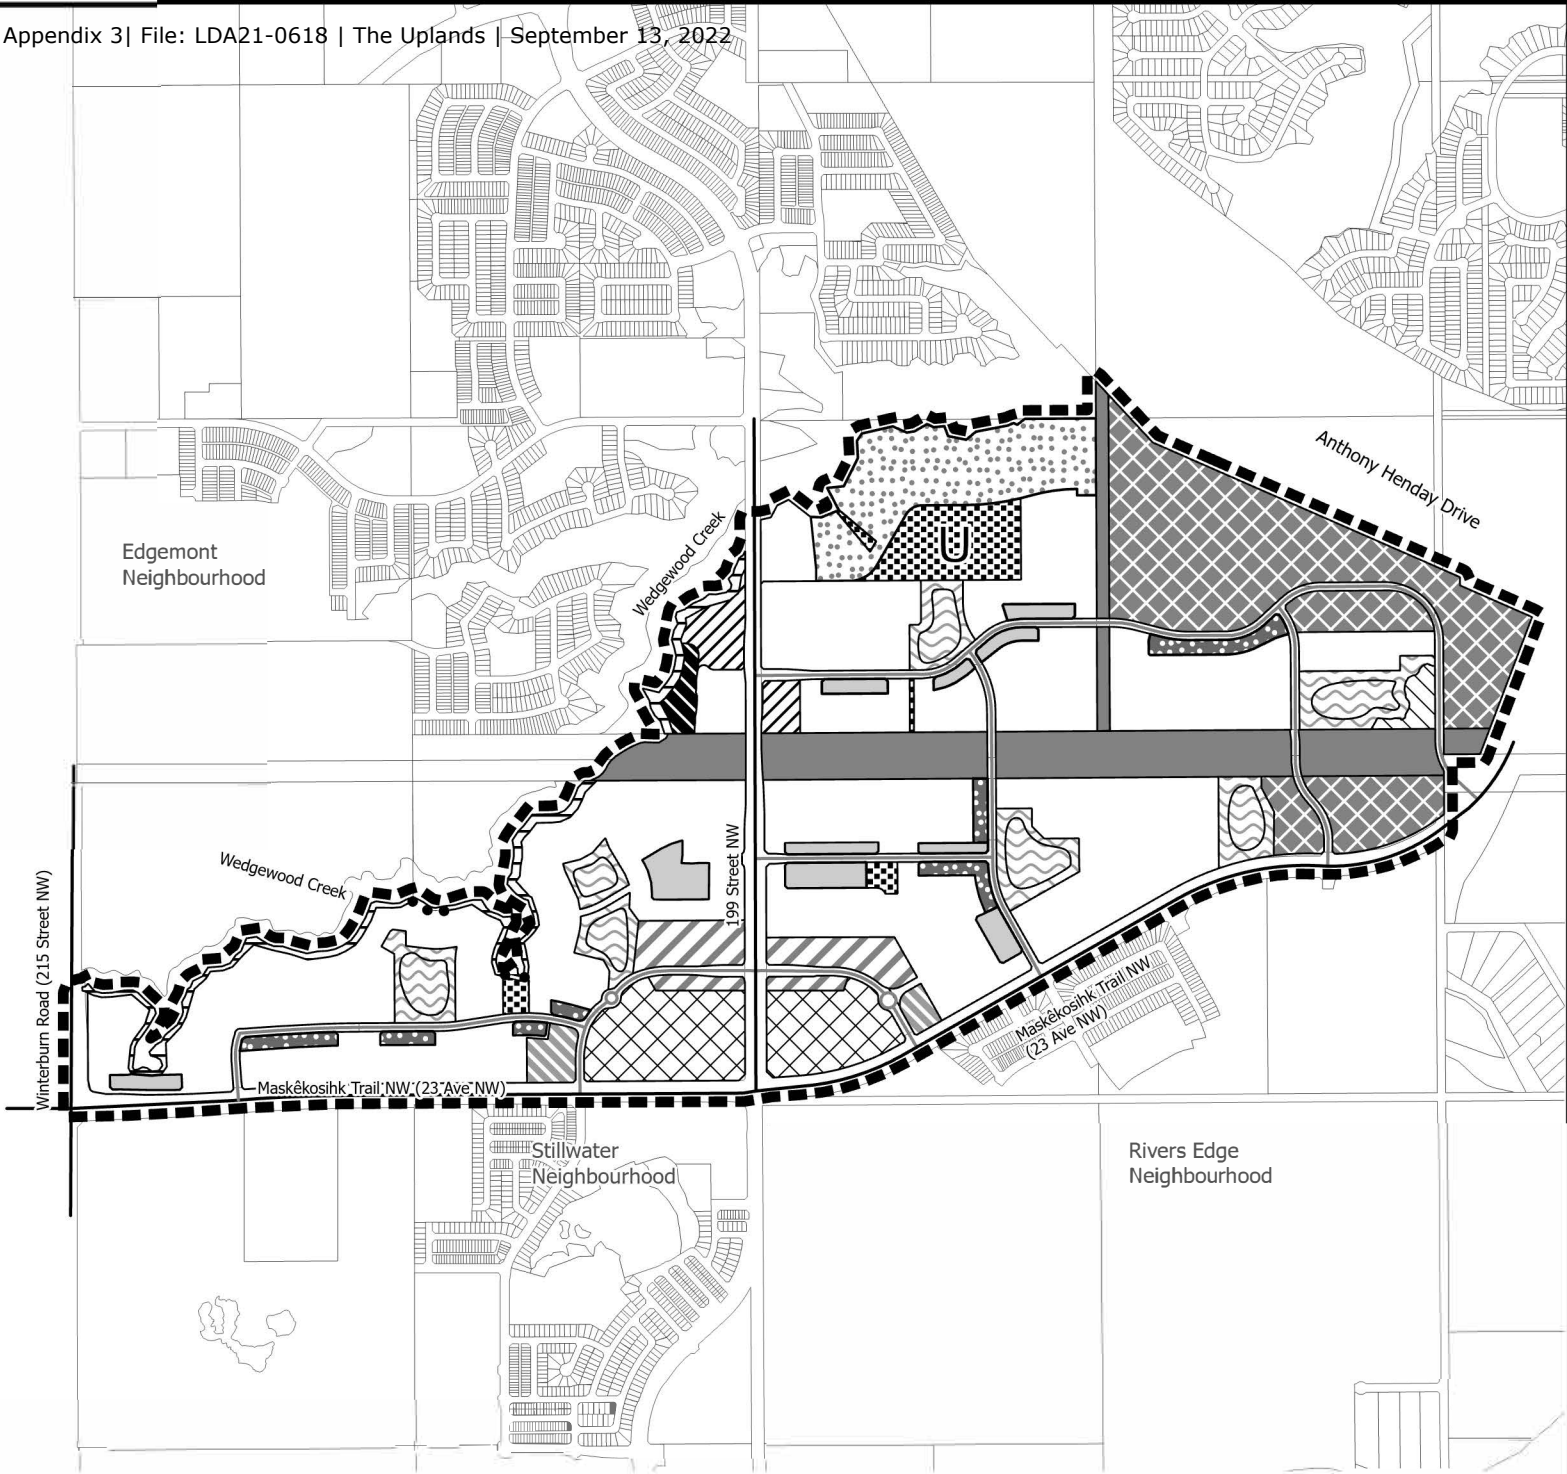 Appendix 3| File: LDA21-0618 | The Uplands | September 13, 2022
Anthony Henday Drive
Edgemont
Neighbourhood
Wedgewood Creek
U
Wedgewood Creek
199 Street NW
Winterburn Road (215 Street NW)
Maskêkosihk Trail NW
(23 Ave NW)
Maskêkosihk Trail NW (23 Ave NW)
Stillwater
Neighbourhood
Rivers Edge
Neighbourhood